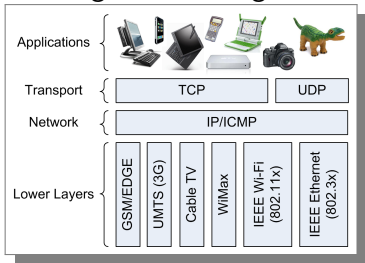 Applications
Transport
TCP
UDP
Network
IP/ICMP
Lower Layers
GSM/EDGE
UMTS (3G)
Cable TV
WiMax
IEEE Wi-Fi
(802.11x)
IEEE Ethernet
(802.3x)